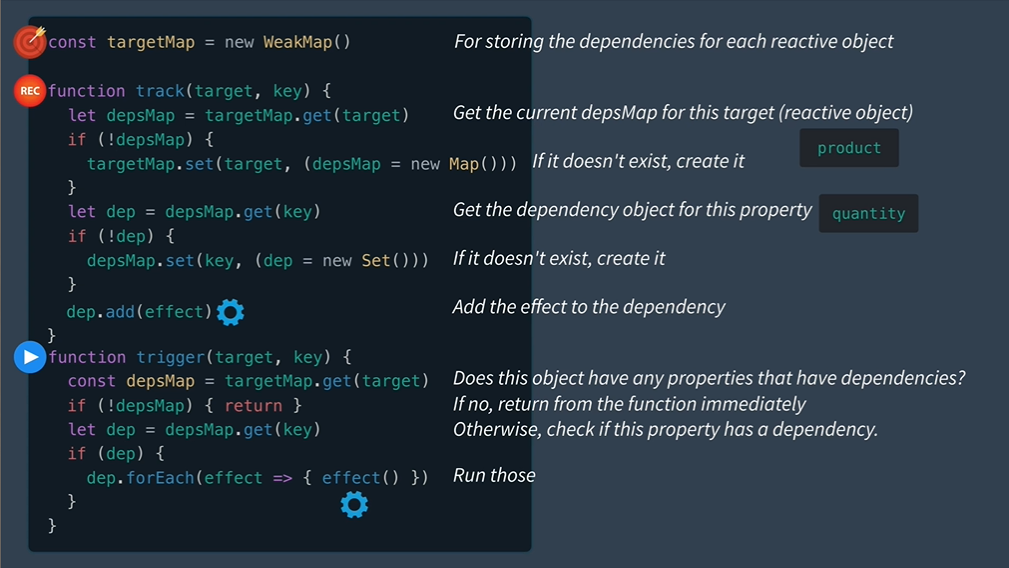 const targetMap = new WeakMap() For storing the dependencies for each reactive object
REC
function track(target, key) {
let depsMap = targetMap.get(target) Get the current depsMap for this target (reactive object)
if (!depsMap) {
product
targetMap.set(target, (depsMap = new Map())) If it doesn't exist, create it
}
let dep = depsMap.get(key) Get the dependency object for this property quantity
if (!dep) {
depsMap.set(key, (dep = new Set())) If it doesn't exist, create it
}
dep.add(effect) Add the effect to the dependency
}
function trigger(target, key) {
const depsMap = targetMap.get(target) Does this object have any properties that have dependencies?
if (!depsMap) { return } If no, return from the function immediately
let dep = depsMap.get(key) Otherwise, check if this property has a dependency.
if (dep) {
dep.forEach(effect => { effect() }) Run those
}
}